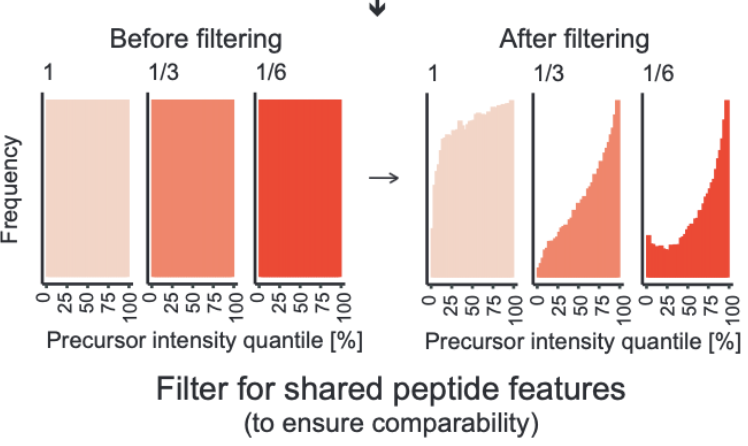 Before filtering
After filtering
1 1/3 1/6
1 1/3 1/6
Frequency
0 25 50 75 100 0 25 50 75 100 0 25 50 75 100
0 25 50 75 100 0 25 50 75 100 0 25 50 75 100
Precursor intensity quantile [%]
Precursor intensity quantile [%]
Filter for shared peptide features
(to ensure comparability)